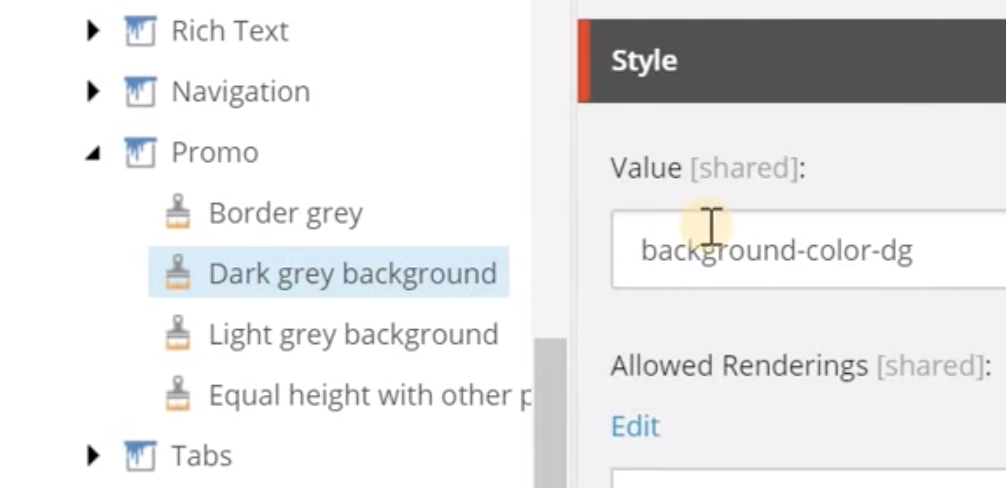 Rich Text
Navigation
Promo
Border grey
Dark grey background
Light grey background
Equal height with other
Tabs
Style
Value [shared]:
background-color-dg
Allowed Renderings [shared]:
Edit